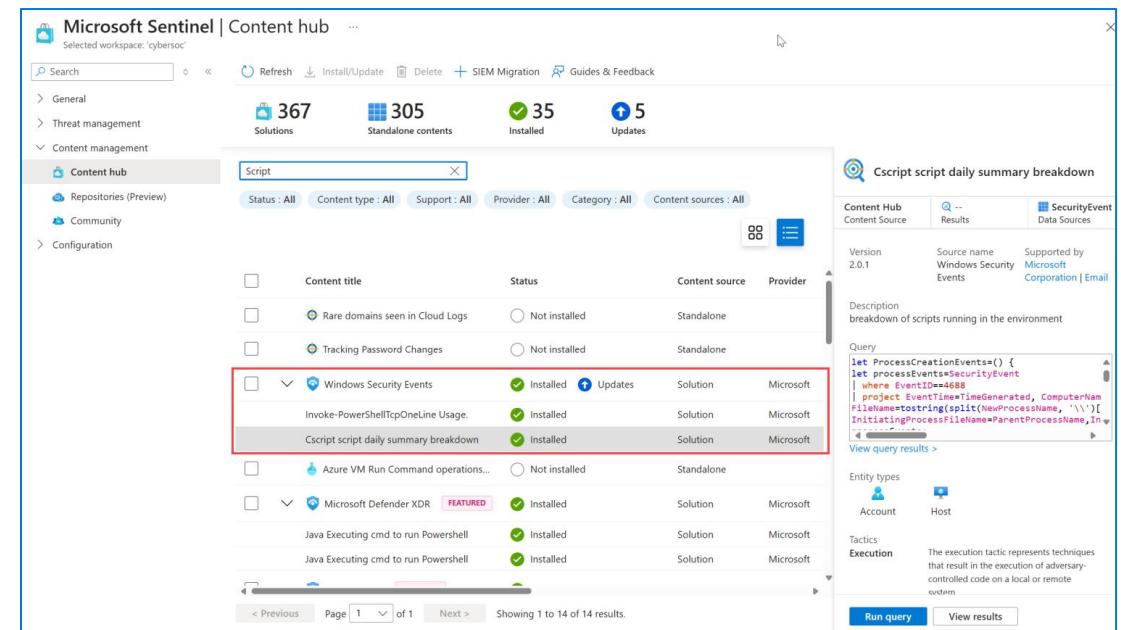 Microsoft Sentinel | Content hub ...
Selected workspace: 'cybersoc'
Search
General
Threat management
Content management
Content hub
Repositories (Preview)
Community
Configuration
Refresh Install/Update Delete SIEM Migration Guides & Feedback
367 305 35 5
Solutions Standalone contents Installed Updates
Script
Status : All Content type : All Support : All Provider : All Category : All Content sources : All
Content title Status Content source Provider
Rare domains seen in Cloud Logs Not installed Standalone
Tracking Password Changes Not installed Standalone
Windows Security Events Installed Updates Solution Microsoft
Invoke-PowerShellTcpOneLine Usage. Installed Solution Microsoft
Cscript script daily summary breakdown Installed Solution Microsoft
Azure VM Run Command operations... Not installed Standalone
Microsoft Defender XDR FEATURED Installed Solution Microsoft
Java Executing cmd to run Powershell Installed Solution Microsoft
Java Executing cmd to run Powershell Installed Solution Microsoft
< Previous Page 1 of 1 Next > Showing 1 to 14 of 14 results.
Cscript script daily summary breakdown
Content Hub -- SecurityEvent
Content Source Results Data Sources
Version Source name Supported by
2.0.1 Windows Security Microsoft
Events Corporation | Email
Description
breakdown of scripts running in the environment
Query
let ProcessCreationEvents=() {
let processEvents=SecurityEvent
| where EventID==4688
| project EventTime=TimeGenerated, ComputerNam
FileName=tostring(split(NewProcessName, '\\')[
InitiatingProcessFileName=ParentProcessName,In
View query results >
Entity types
Account Host
Tactics
Execution The execution tactic represents techniques
that result in the execution of adversary-
controlled code on a local or remote
system
Run query View results